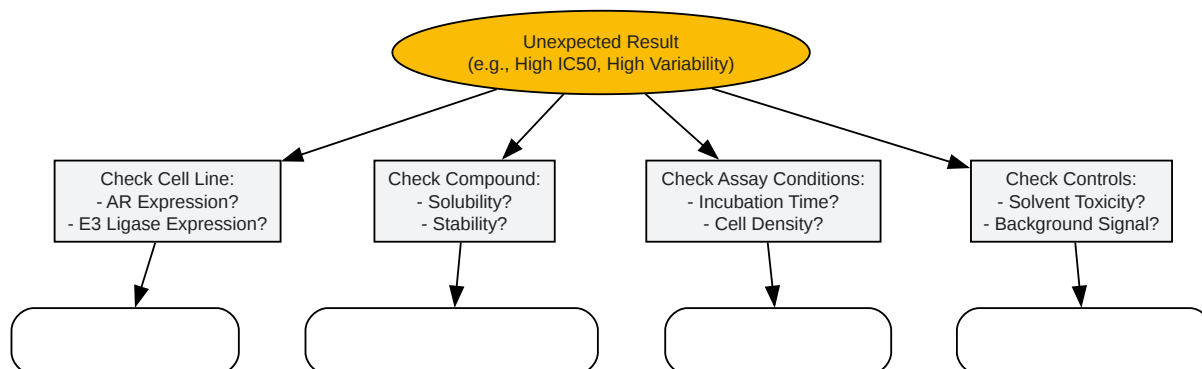 Unexpected Result
(e.g., High IC50, High Variability)
Check Cell Line:
- AR Expression?
- E3 Ligase Expression?
Check Compound:
- Solubility?
- Stability?
Check Assay Conditions:
- Incubation Time?
- Cell Density?
Check Controls:
- Solvent Toxicity?
- Background Signal?